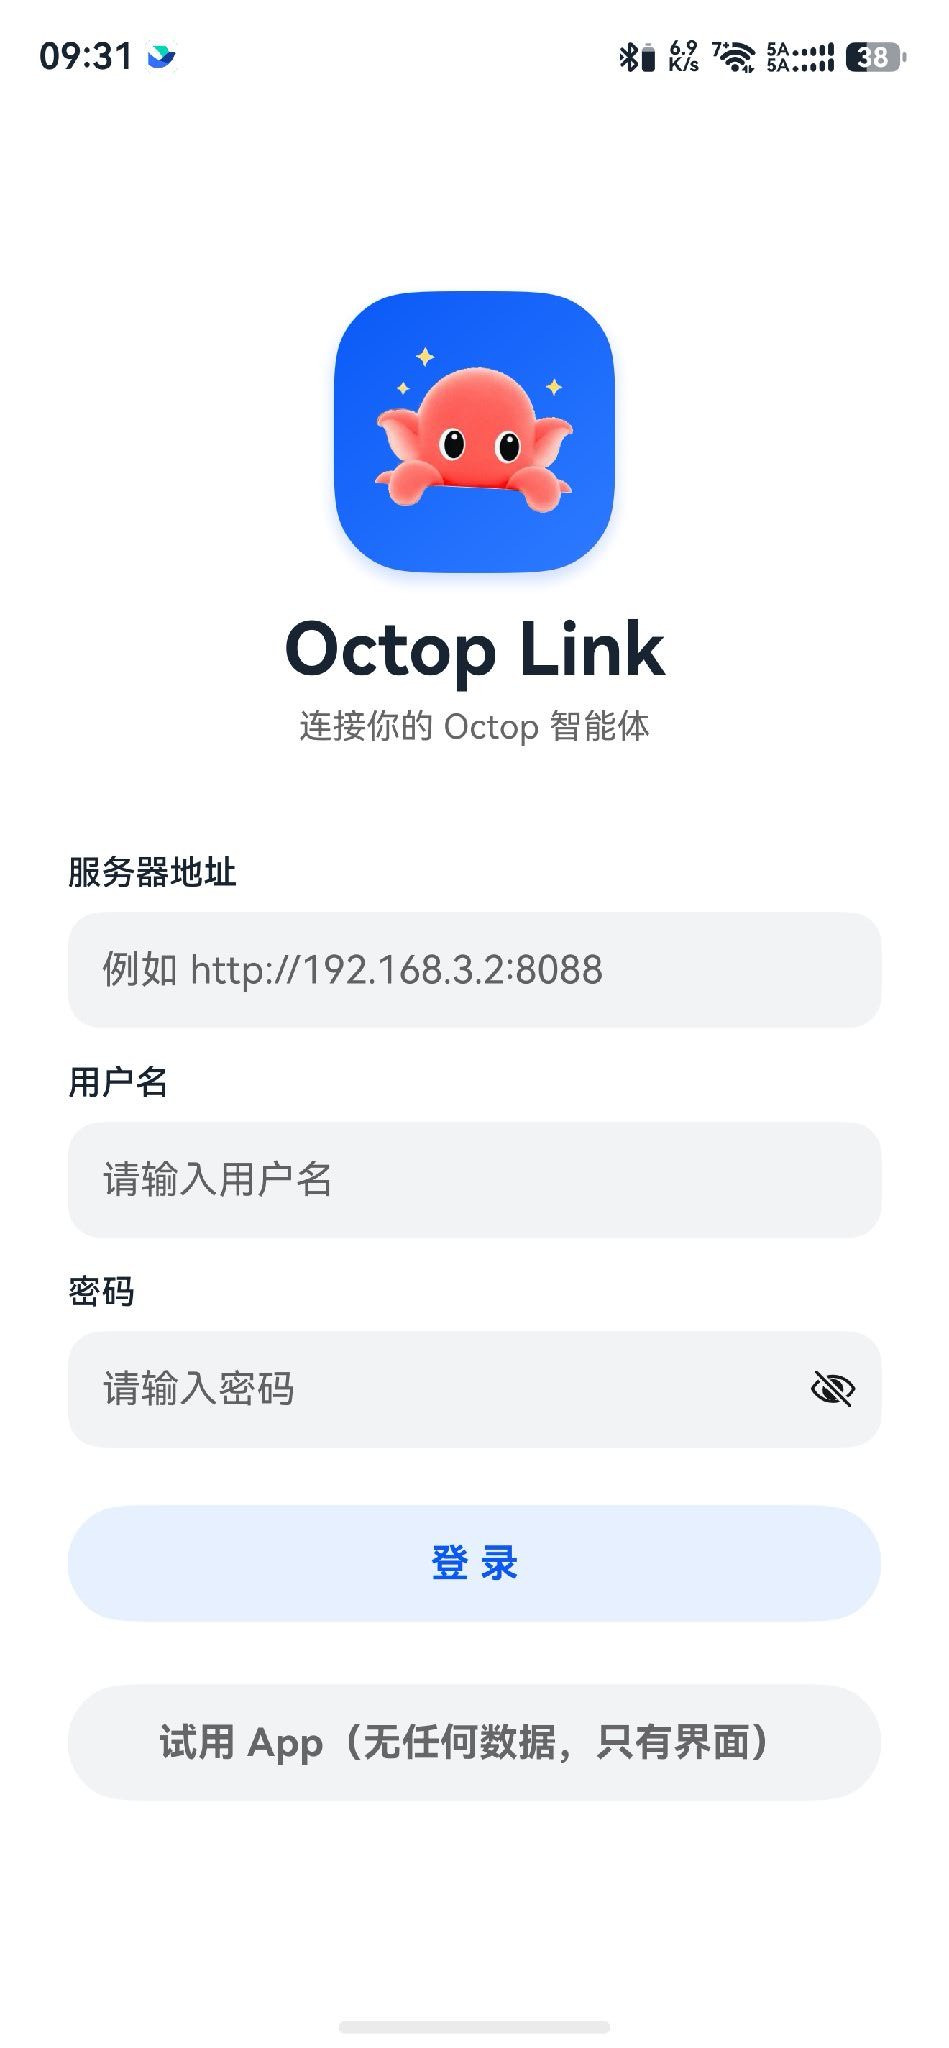 09:31
6.9
K/s
7+
5A
5A
38
Octop Link
连接你的 Octop 智能体
服务器地址
例如 http://192.168.3.2:8088
用户名
请输入用户名
密码
请输入密码
登 录
试用 App（无任何数据，只有界面）